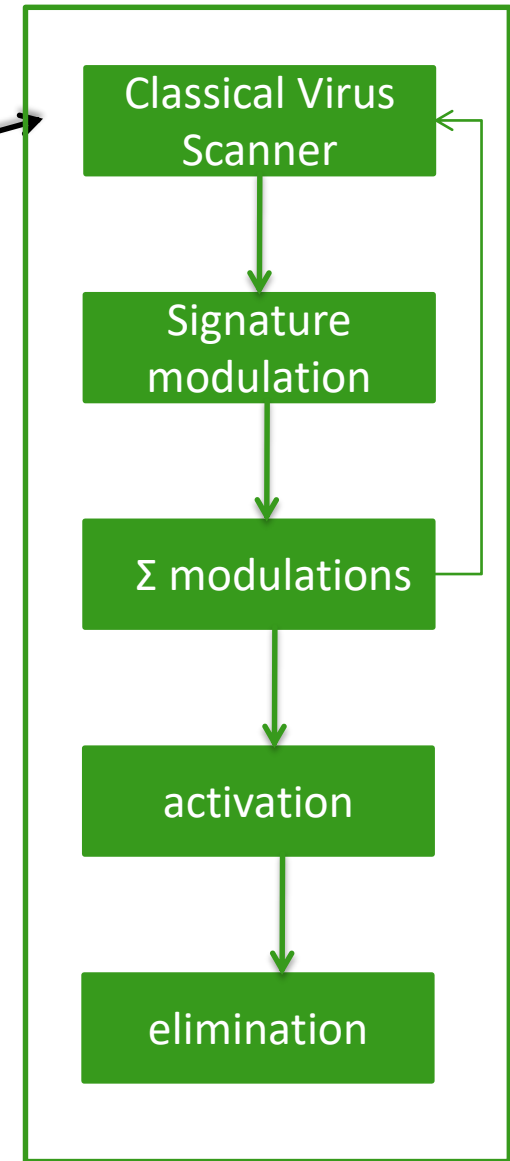 Classical Virus
Scanner
Signature
modulation
Σ modulations
activation
elimination